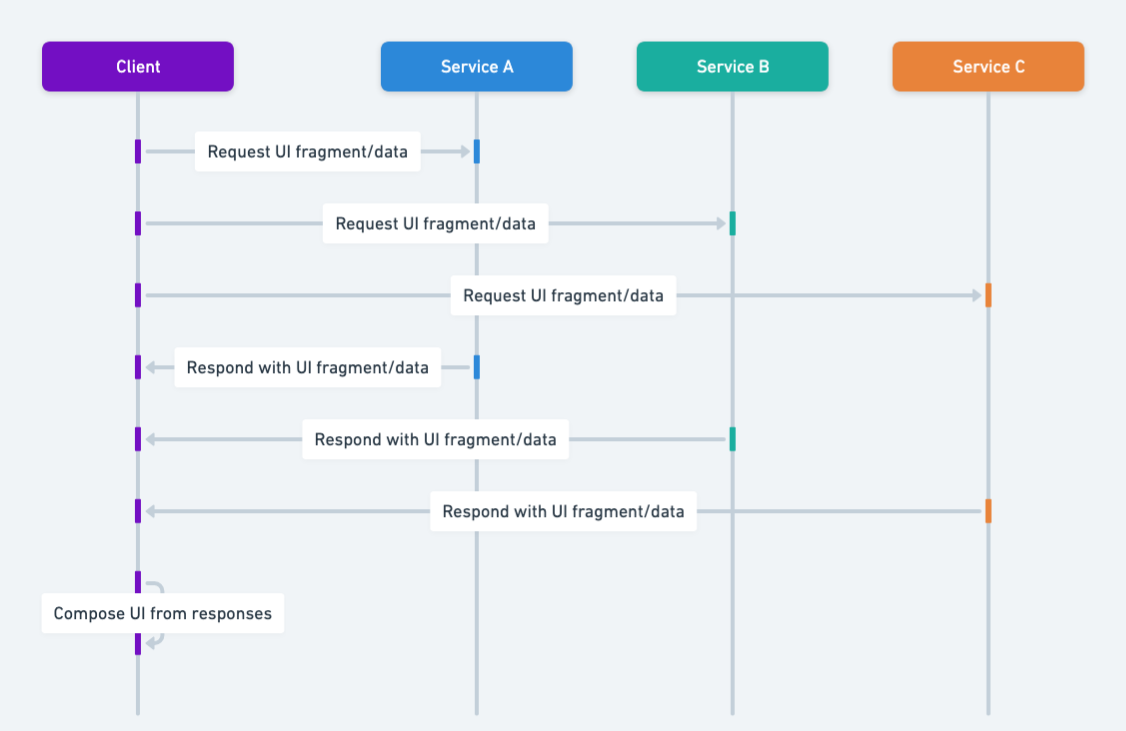 Client
Service A
Service B
Service C
Request UI fragment/data
Request UI fragment/data
Request UI fragment/data
Respond with UI fragment/data
Respond with UI fragment/data
Respond with UI fragment/data
Compose UI from responses